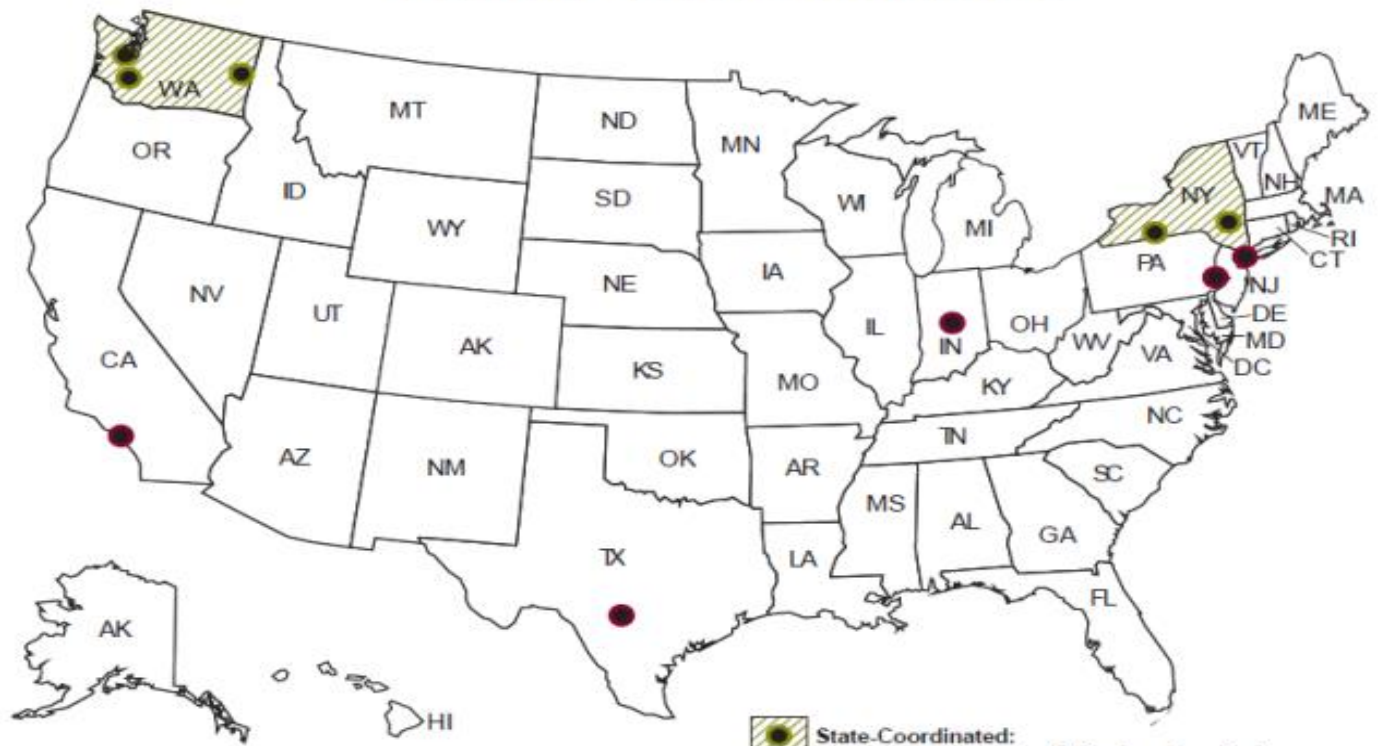 WA
MT
ND
MN
ME
OR
VT
ID
SD
WI
NH
NY
MA
WY
MI
RI
CT
IA
PA
NE
NV
NJ
UT
IL
IN
OH
DE
MD
AK
WV
VA
DC
CA
KS
MO
KY
NC
TN
AZ
NM
OK
AR
SC
MS
AL
GA
TX
LA
FL
AK
HI
State-Coordinated: